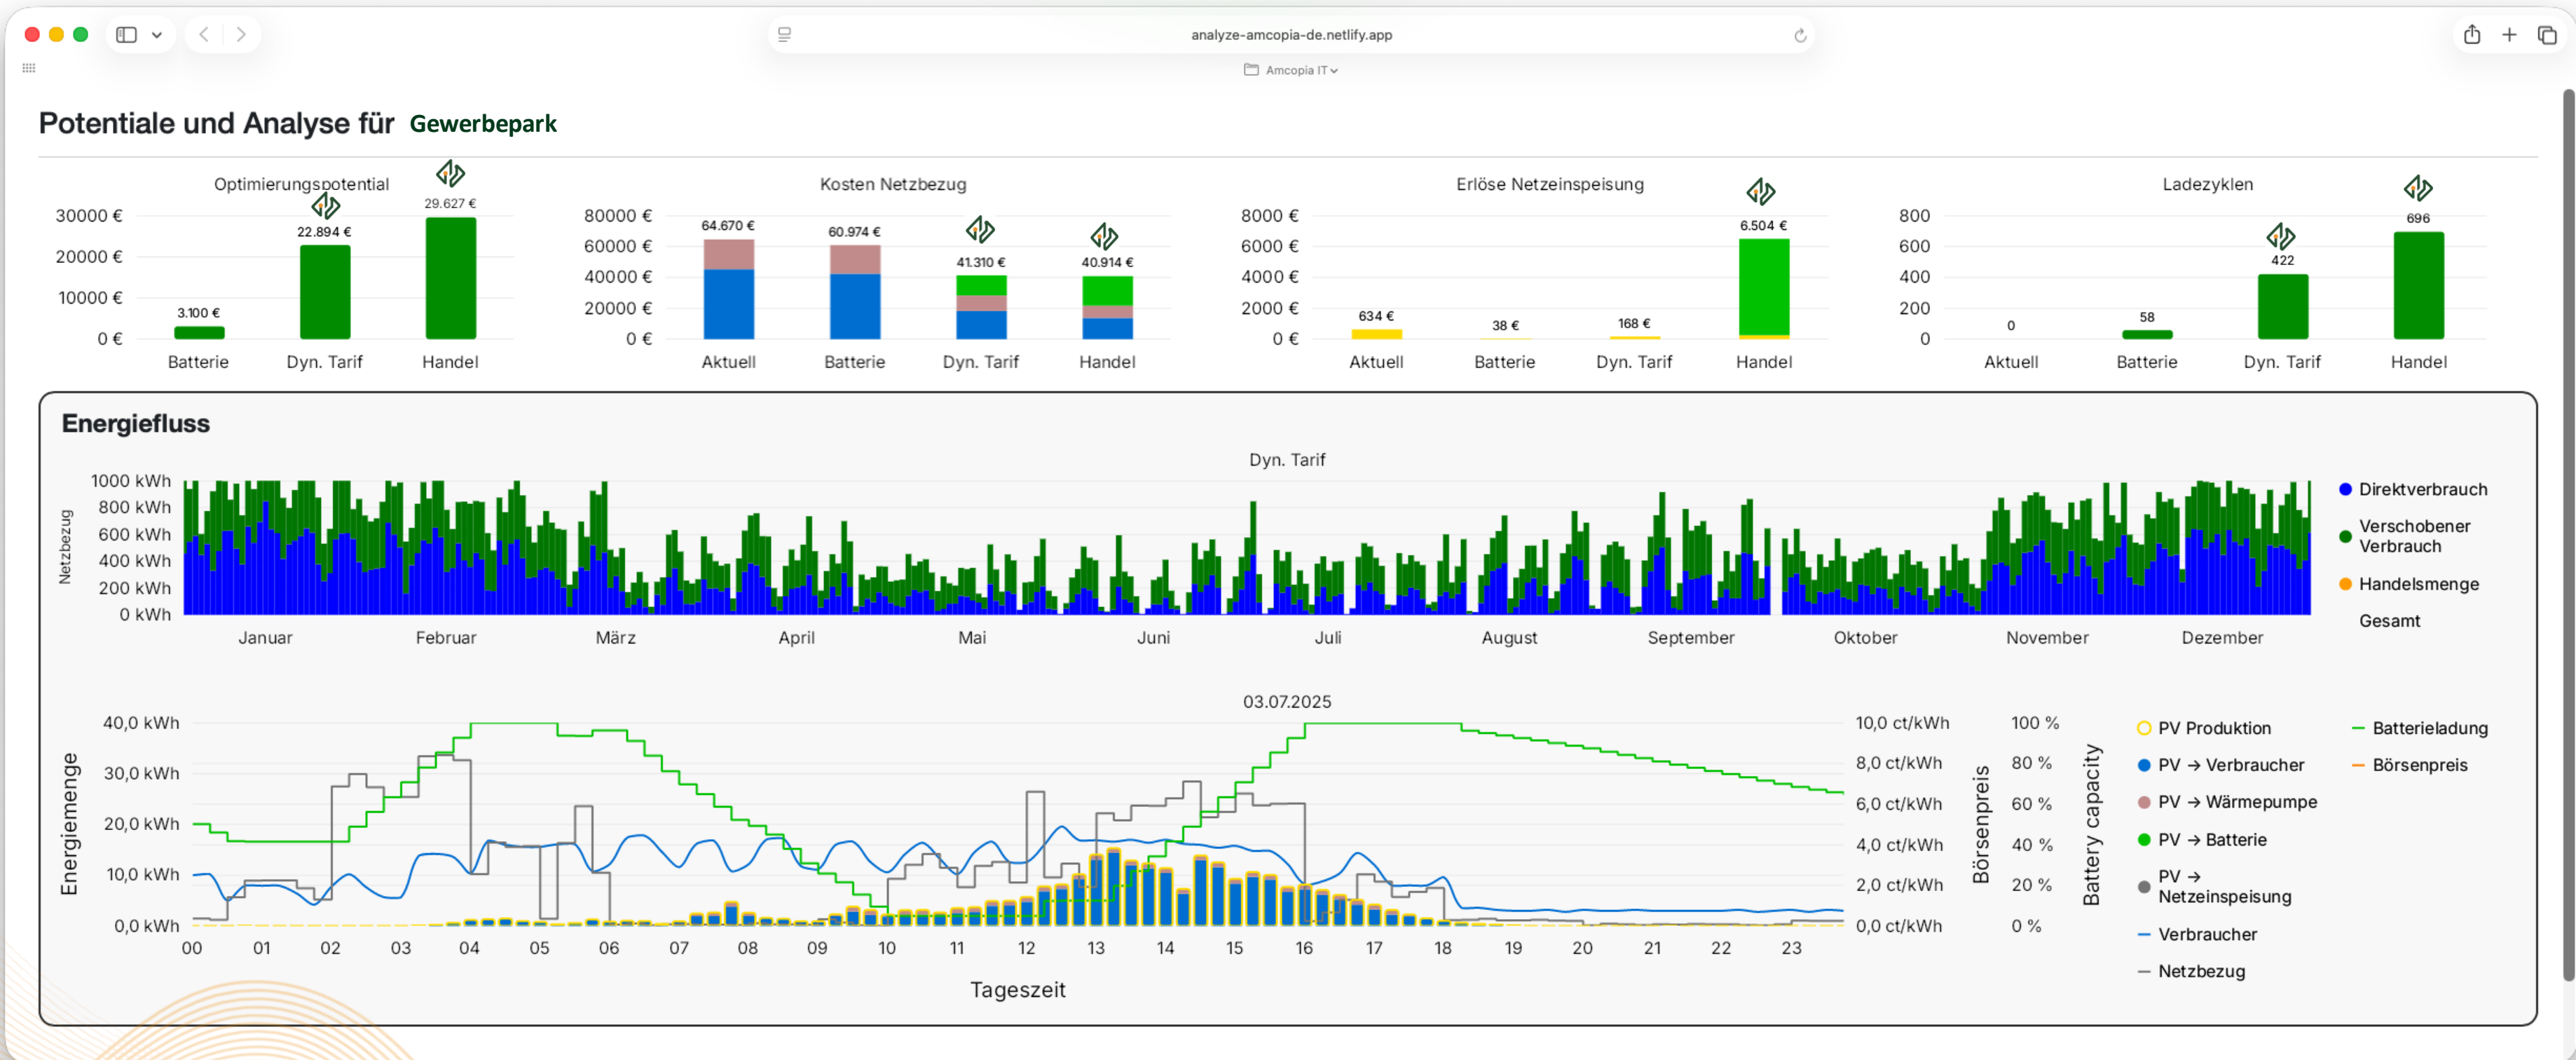 analyze-amcopia-de.netlify.app
Amcopia IT
Potentiale und Analyse für Gewerbepark
Optimierungspotential
30000 €
20000 €
10000 €
0 €
3.100 €
22.894 €
29.627 €
Batterie
Dyn. Tarif
Handel
Kosten Netzbezug
80000 €
60000 €
40000 €
20000 €
0 €
64.670 €
60.974 €
41.310 €
40.914 €
Aktuell
Batterie
Dyn. Tarif
Handel
Erlöse Netzeinspeisung
8000 €
6000 €
4000 €
2000 €
0 €
634 €
38 €
168 €
6.504 €
Aktuell
Batterie
Dyn. Tarif
Handel
Ladezyklen
800
600
400
200
0
0
58
422
696
Aktuell
Batterie
Dyn. Tarif
Handel
Energiefluss
Dyn. Tarif
Netzbezug
1000 kWh
800 kWh
600 kWh
400 kWh
200 kWh
0 kWh
Januar
Februar
März
April
Mai
Juni
Juli
August
September
Oktober
November
Dezember
Direktverbrauch
Verschobener
Verbrauch
Handelsmenge
Gesamt
03.07.2025
Energiemenge
40,0 kWh
30,0 kWh
20,0 kWh
10,0 kWh
0,0 kWh
00 01 02 03 04 05 06 07 08 09 10 11 12 13 14 15 16 17 18 19 20 21 22 23
Tageszeit
10,0 ct/kWh
8,0 ct/kWh
6,0 ct/kWh
4,0 ct/kWh
2,0 ct/kWh
0,0 ct/kWh
Börsenpreis
100 %
80 %
60 %
40 %
20 %
0 %
Battery capacity
PV Produktion
PV → Verbraucher
PV → Wärmepumpe
PV → Batterie
PV →
Netzeinspeisung
Verbraucher
Netzbezug
Batterieladung
Börsenpreis